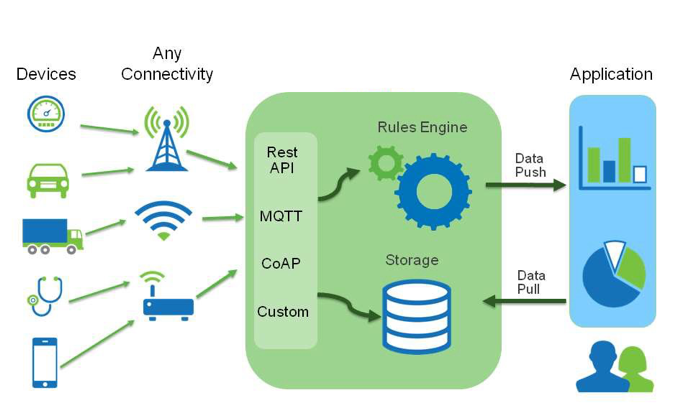 Devices
Any
Connectivity
Application
Rest
API
MQTT
CoAP
Custom
Rules Engine
Storage
Data
Push
Data
Pull